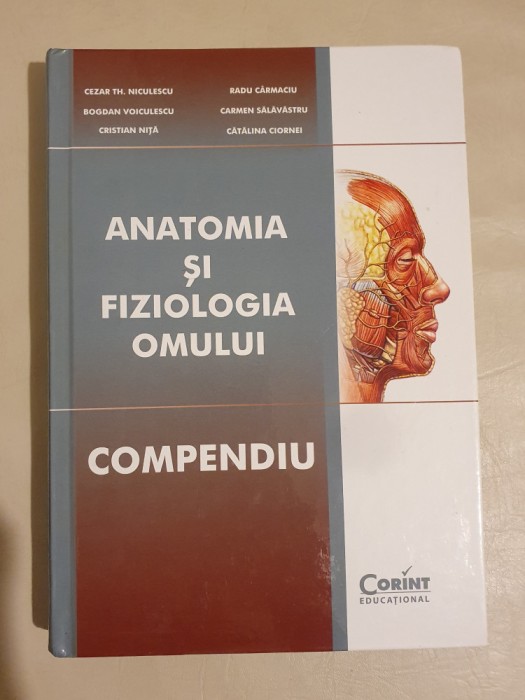 CEZAR TH. NICULESCU
BOGDAN VOICULESCU
CRISTIAN NIȚĂ
RADU CÂRMACIU
CARMEN SĂLĂVĂSTRU
CĂTĂLINA CIORNEI
ANATOMIA
ȘI
FIZIOLOGIA
OMULUI
COMPENDIU
CORINT
EDUCAȚIONAL